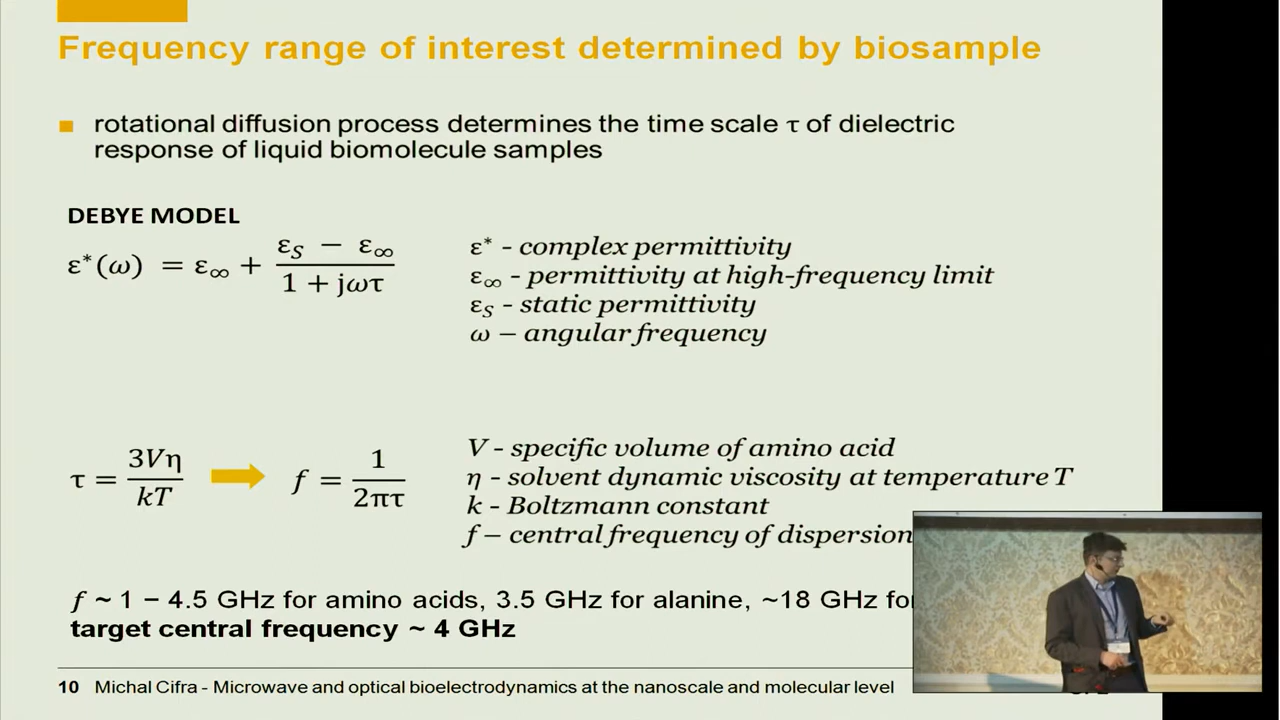 Frequency range of interest determined by biosample
rotational diffusion process determines the time scale τ of dielectric
response of liquid biomolecule samples
DEBYE MODEL
ε*(ω) = ε∞ + (εS − ε∞) / (1 + jωτ)
ε* - complex permittivity
ε∞ - permittivity at high-frequency limit
εS - static permittivity
ω – angular frequency
τ = 3Vη / kT
f = 1 / 2πτ
V - specific volume of amino acid
η - solvent dynamic viscosity at temperature T
k - Boltzmann constant
f – central frequency of dispersion
f ~ 1 − 4.5 GHz for amino acids, 3.5 GHz for alanine, ~18 GHz for
target central frequency ~ 4 GHz
10 Michal Cifra - Microwave and optical bioelectrodynamics at the nanoscale and molecular level